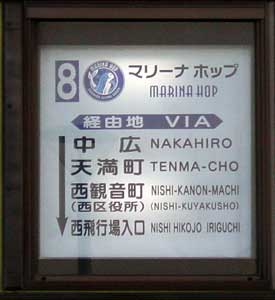 8 MARINA HOP マリーナ ホップ
MARINA HOP
経由地 VIA
中広 NAKAHIRO
天満町 TENMA-CHO
西観音町 NISHI-KANON-MACHI
(西区役所) (NISHI-KUYAKUSHO)
西飛行場入口 NISHI HIKOJO IRIGUCHI